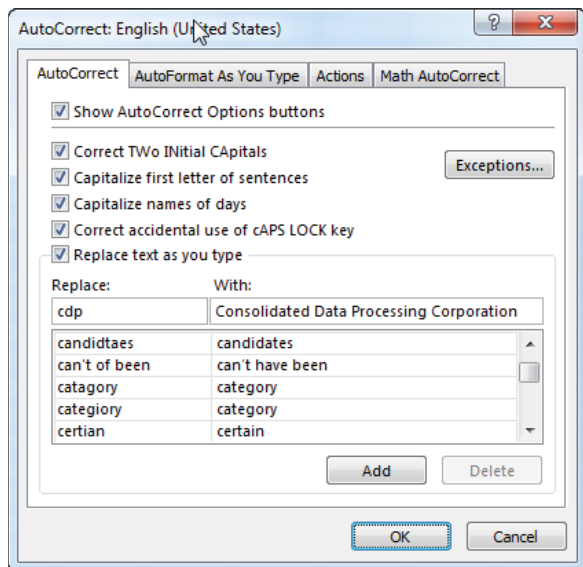 AutoCorrect: English (United States)
AutoCorrect AutoFormat As You Type Actions Math AutoCorrect
Show AutoCorrect Options buttons
Correct TWo INitial CApitals
Exceptions...
Capitalize first letter of sentences
Capitalize names of days
Correct accidental use of cAPS LOCK key
Replace text as you type
Replace: With:
cdp Consolidated Data Processing Corporation
candidtaes candidates
can't of been can't have been
catagory category
categiory category
certian certain
Add Delete
OK Cancel